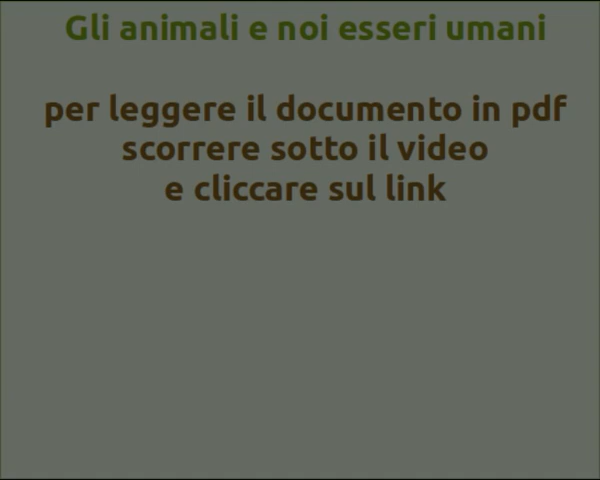 Gli animali e noi esseri umani
per leggere il documento in pdf
scorrere sotto il video
e cliccare sul link